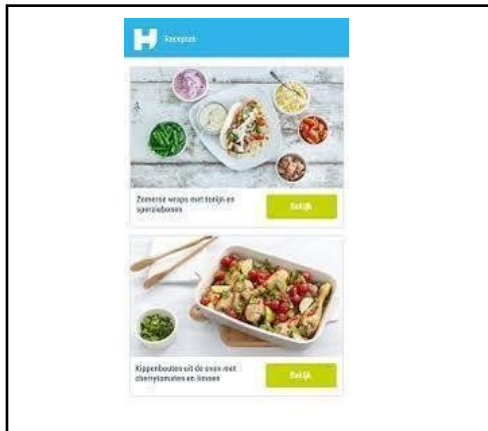 H Recepten
Zomerse wraps met tonijn en
sperziebonen
Bekijk
Kippenbouten uit de oven met
cherrytomaten en limoen
Bekijk